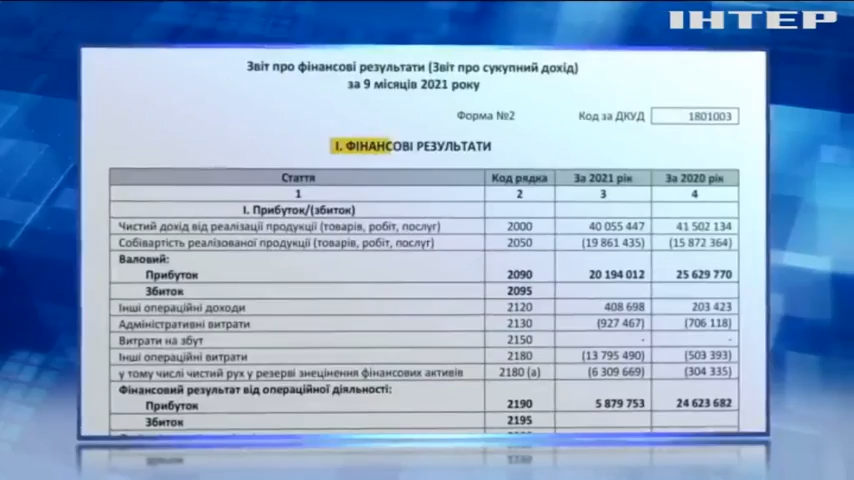 ІНТЕР
Звіт про фінансові результати (Звіт про сукупний дохід)
за 9 місяців 2021 року
Форма №2 Код за ДКУД 1801003
І. ФІНАНСОВІ РЕЗУЛЬТАТИ
Стаття Код рядка За 2021 рік За 2020 рік
1 2 3 4
І. Прибуток/(збиток)
Чистий дохід від реалізації продукції (товарів, робіт, послуг) 2000 40 055 447 41 502 134
Собівартість реалізованої продукції (товарів, робіт, послуг) 2050 (19 861 435) (15 872 364)
Валовий:
Прибуток 2090 20 194 012 25 629 770
Збиток 2095
Інші операційні доходи 2120 408 698 203 423
Адміністративні витрати 2130 (927 467) (706 118)
Витрати на збут 2150 - -
Інші операційні витрати 2180 (13 795 490) (503 393)
у тому числі чистий рух у резерві знецінення фінансових активів 2180 (а) (6 309 669) (304 335)
Фінансовий результат від операційної діяльності:
Прибуток 2190 5 879 753 24 623 682
Збиток 2195